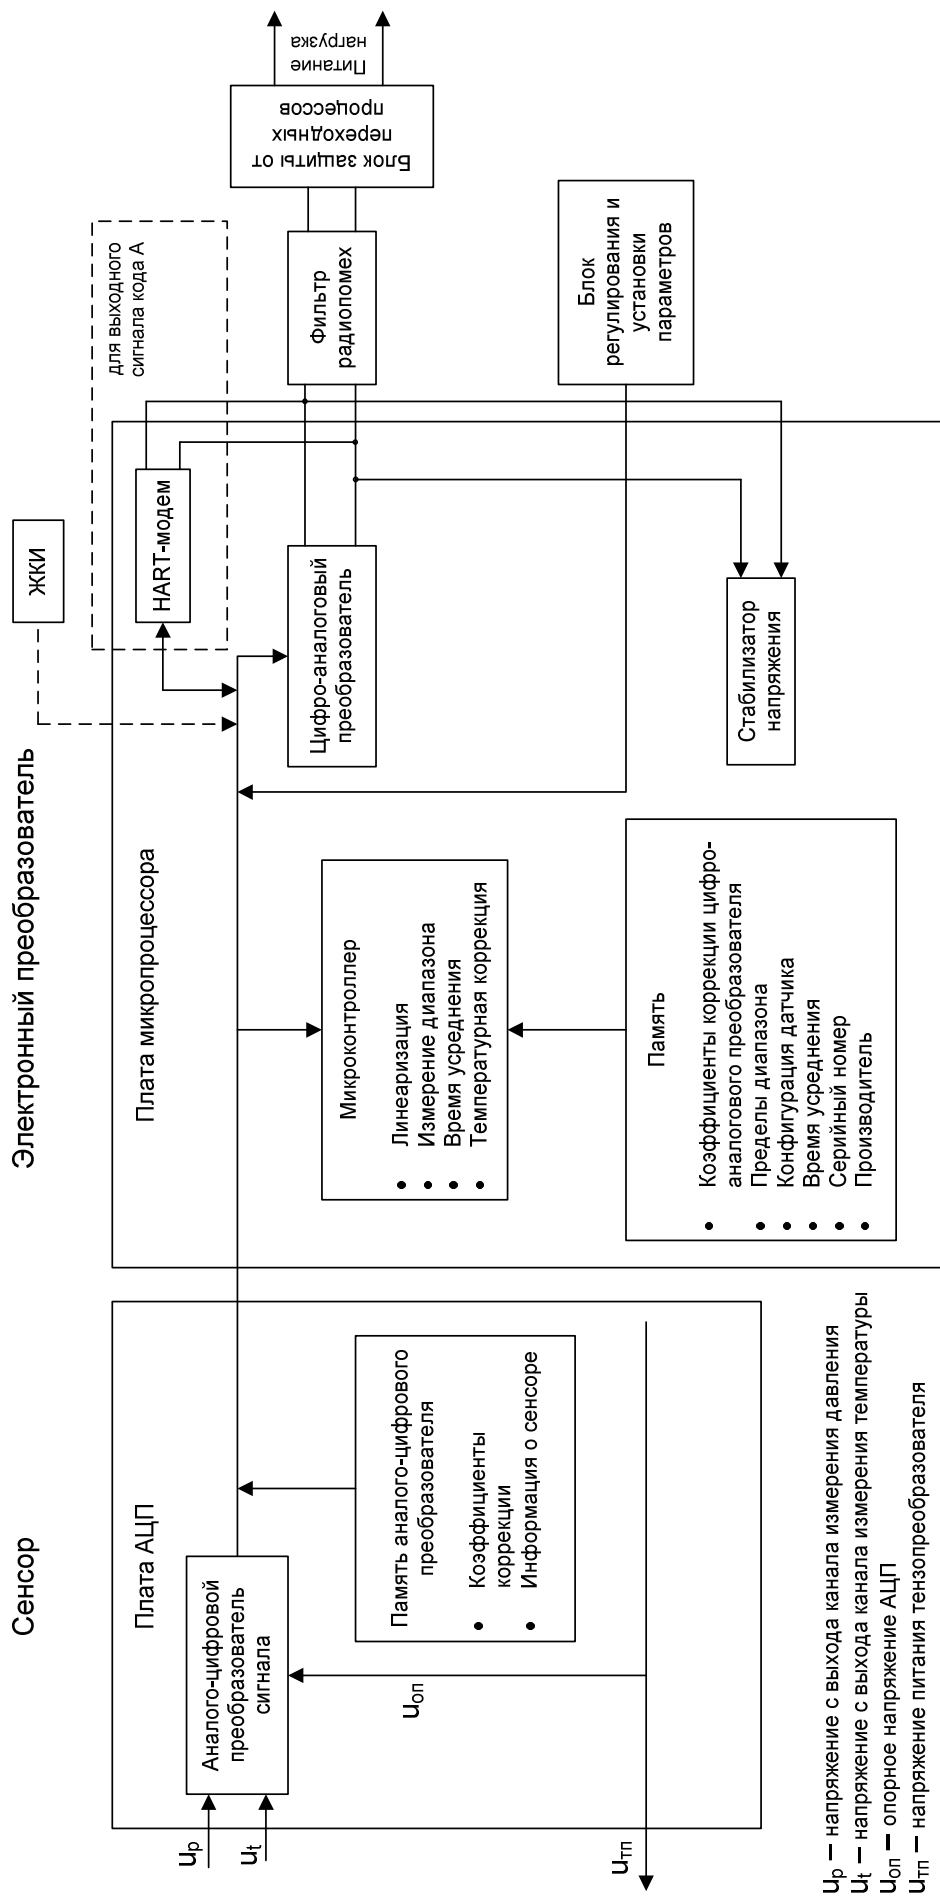 Сенсор
Электронный преобразователь
Плата АЦП
Аналого-цифровой
преобразователь
сигнала
Память аналого-цифрового
преобразователя
• Коэффициенты
коррекции
• Информация о сенсоре
uр
ut
uоп
uтп
Плата микропроцессора
Микроконтроллер
• Линеаризация
• Измерение диапазона
• Время усреднения
• Температурная коррекция
Память
• Коэффициенты коррекции цифро-
аналогового преобразователя
• Пределы диапазона
• Конфигурация датчика
• Время усреднения
• Серийный номер
• Производитель
ЖКИ
для выходного
сигнала кода А
HART-модем
Цифро-аналоговый
преобразователь
Стабилизатор
напряжения
Фильтр
радиопомех
Блок
регулирования и
установки
параметров
Блок защиты от
переходных
процессов
Питание
нагрузка
uр – напряжение с выхода канала измерения давления
ut – напряжение с выхода канала измерения температуры
uоп – опорное напряжение АЦП
uтп – напряжение питания тензопреобразователя